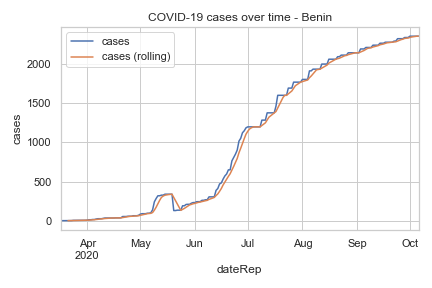 COVID-19 cases over time - Benin
cases
cases (rolling)
2000
1500
1000
500
0
cases
Apr
2020
May
Jun
Jul
Aug
Sep
Oct
dateRep